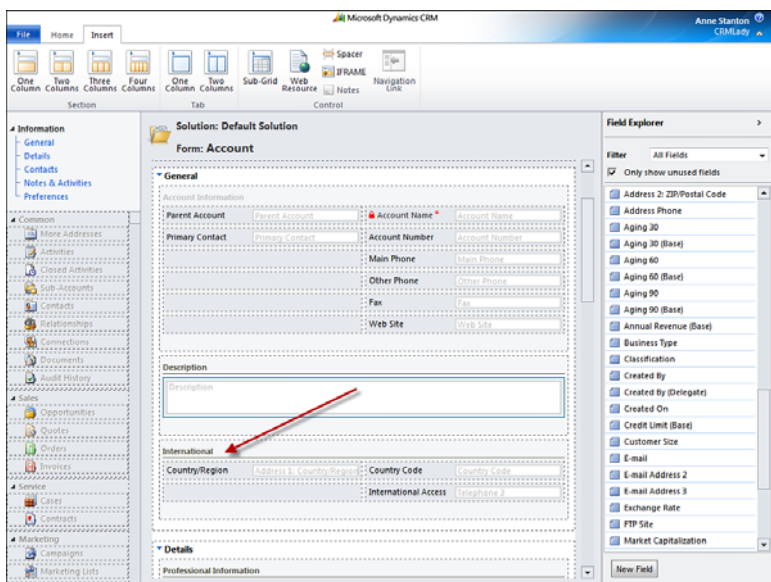 Microsoft Dynamics CRM
Anne Stanton
CRMLady
File Home Insert
One Column
Two Columns
Three Columns
Four Columns
Section
One Column
Two Columns
Tab
Sub-Grid
Web Resource
Spacer
IFRAME
Notes
Navigation Link
Control
Information
General
Details
Contacts
Notes & Activities
Preferences
Common
More Addresses
Activities
Closed Activities
Sub-Accounts
Contacts
Relationships
Connections
Documents
Audit History
Sales
Opportunities
Quotes
Orders
Invoices
Service
Cases
Contracts
Marketing
Campaigns
Marketing Lists
Solution: Default Solution
Form: Account
General
Account Information
Parent Account Parent Account Account Name * Account Name
Primary Contact Primary Contact Account Number Account Number
Main Phone Main Phone
Other Phone Other Phone
Fax Fax
Web Site Web Site
Description
Description
International
Country/Region Address 1: Country/Region Country Code Country Code
International Access Telephone 3
Details
Professional Information
Field Explorer
Filter All Fields
Only show unused fields
Address 2: ZIP/Postal Code
Address Phone
Aging 30
Aging 30 (Base)
Aging 60
Aging 60 (Base)
Aging 90
Aging 90 (Base)
Annual Revenue (Base)
Business Type
Classification
Created By
Created By (Delegate)
Created On
Credit Limit (Base)
Customer Size
E-mail
E-mail Address 2
E-mail Address 3
Exchange Rate
FTP Site
Market Capitalization
New Field